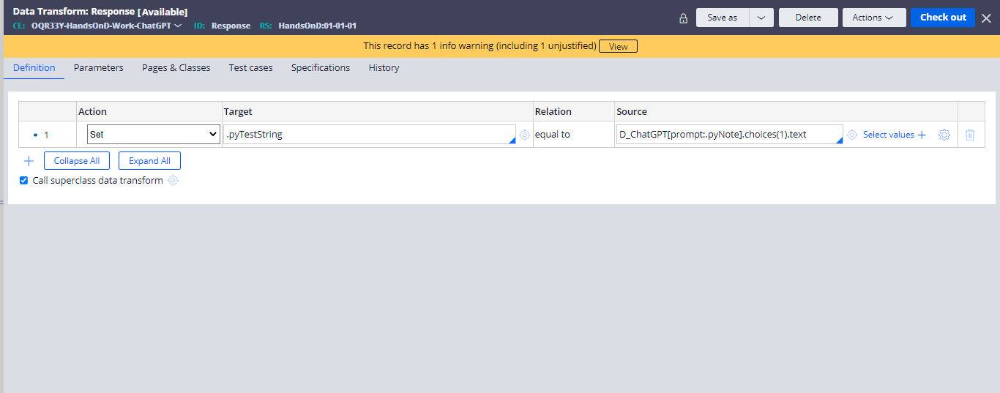 Data Transform: Response [Available]
CL: OQR33Y-HandsOnD-Work-ChatGPT ID: Response RS: HandsOnD:01-01-01
Save as Delete Actions Check out
This record has 1 info warning (including 1 unjustified) View
Definition Parameters Pages & Classes Test cases Specifications History
Action Target Relation Source
1 Set .pyTestString equal to D_ChatGPT[prompt:.pyNote].choices(1).text Select values
Collapse All Expand All
Call superclass data transform